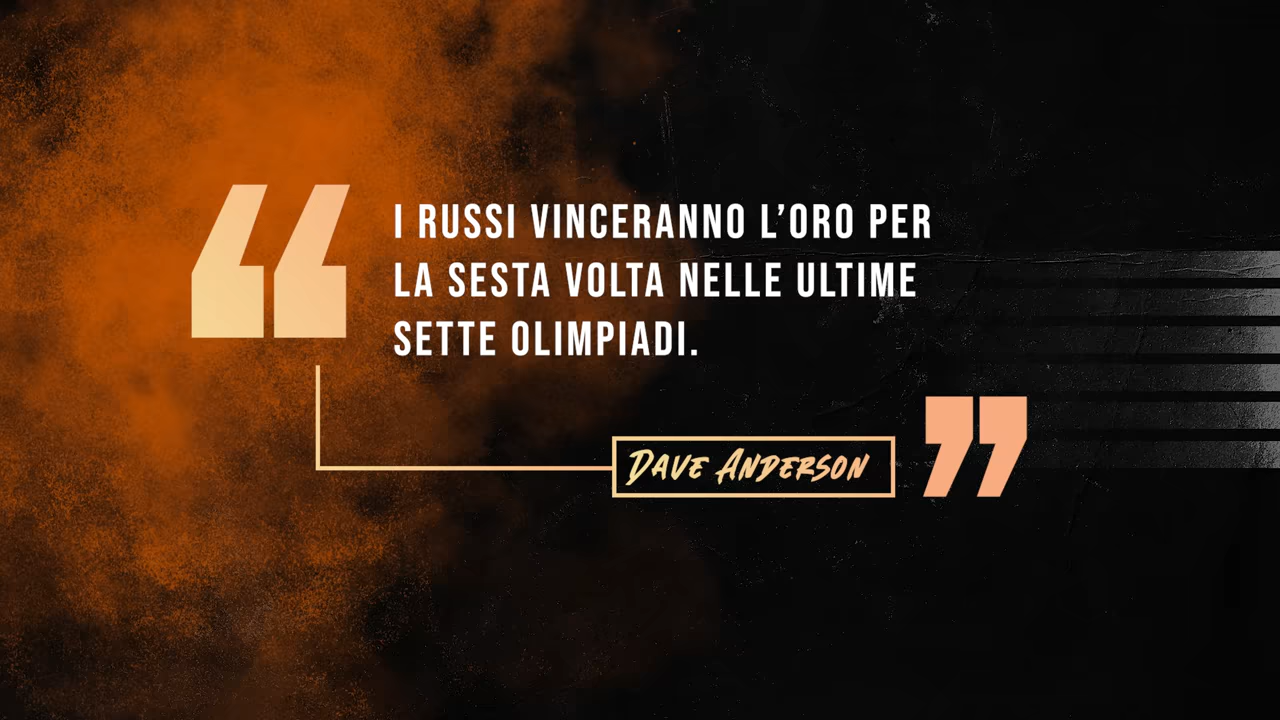 “
I RUSSI VINCERANNO L’ORO PER
LA SESTA VOLTA NELLE ULTIME
SETTE OLIMPIADI.
”
DAVE ANDERSON